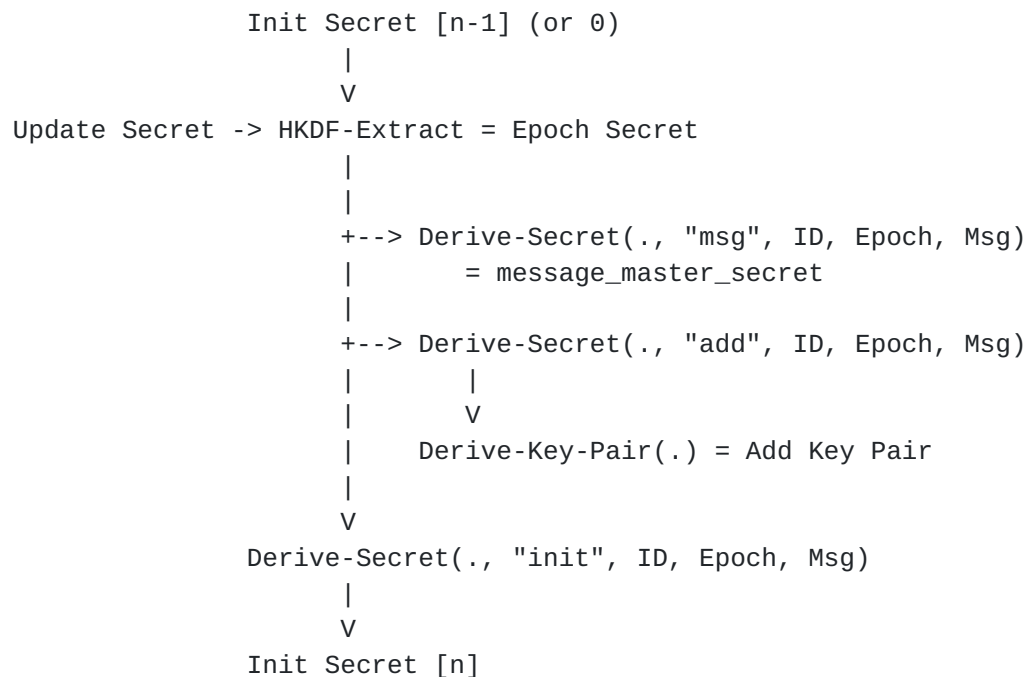 Init Secret [n-1] (or 0)
                     |
                     V
Update Secret -> HKDF-Extract = Epoch Secret
                     |
                     |
                     +--> Derive-Secret(., "msg", ID, Epoch, Msg)
                     |       = message_master_secret
                     |
                     +--> Derive-Secret(., "add", ID, Epoch, Msg)
                     |       |
                     |       V
                     |    Derive-Key-Pair(.) = Add Key Pair
                     |
                     V
               Derive-Secret(., "init", ID, Epoch, Msg)
                     |
                     V
               Init Secret [n]